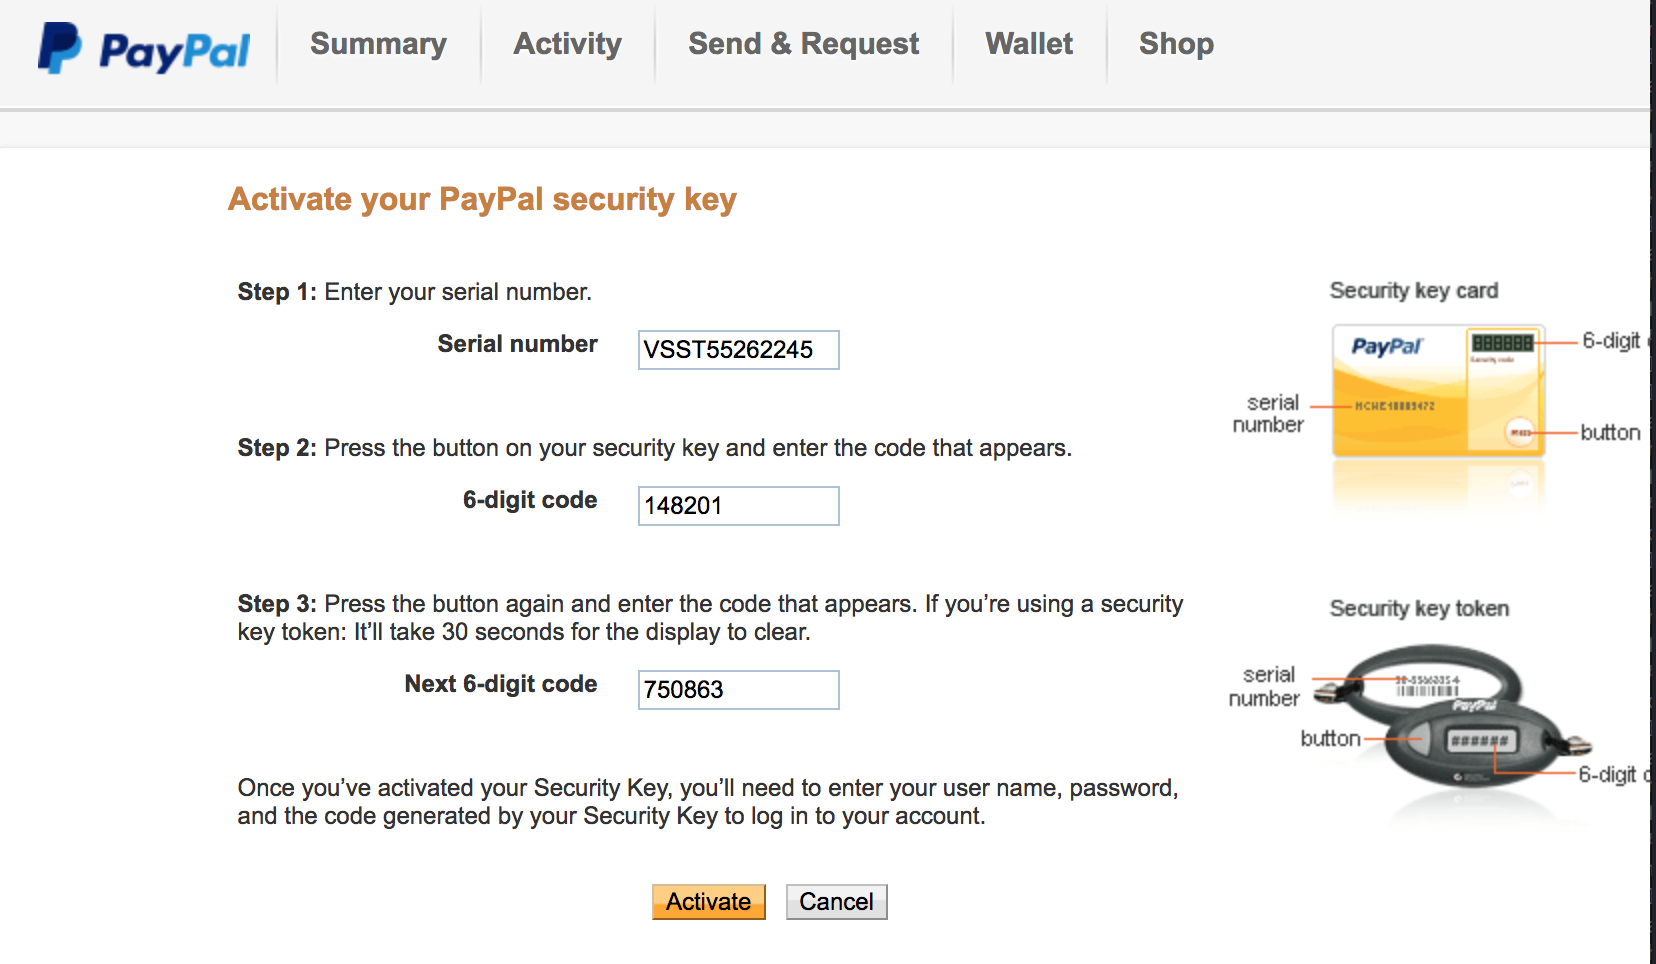 PayPal
Summary
Activity
Send & Request
Wallet
Shop
Activate your PayPal security key
Step 1: Enter your serial number.
Serial number
VSST55262245
Step 2: Press the button on your security key and enter the code that appears.
6-digit code
148201
Step 3: Press the button again and enter the code that appears. If you’re using a security
key token: It’ll take 30 seconds for the display to clear.
Next 6-digit code
750863
Once you’ve activated your Security Key, you’ll need to enter your user name, password,
and the code generated by your Security Key to log in to your account.
Activate
Cancel
Security key card
PayPal
888888
Security code
6-digit
serial
number
button
Security key token
serial
number
PayPal
button
######
6-digit